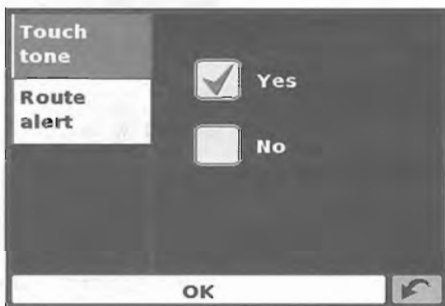 Touch
tone
Route
alert
Yes
No
OK